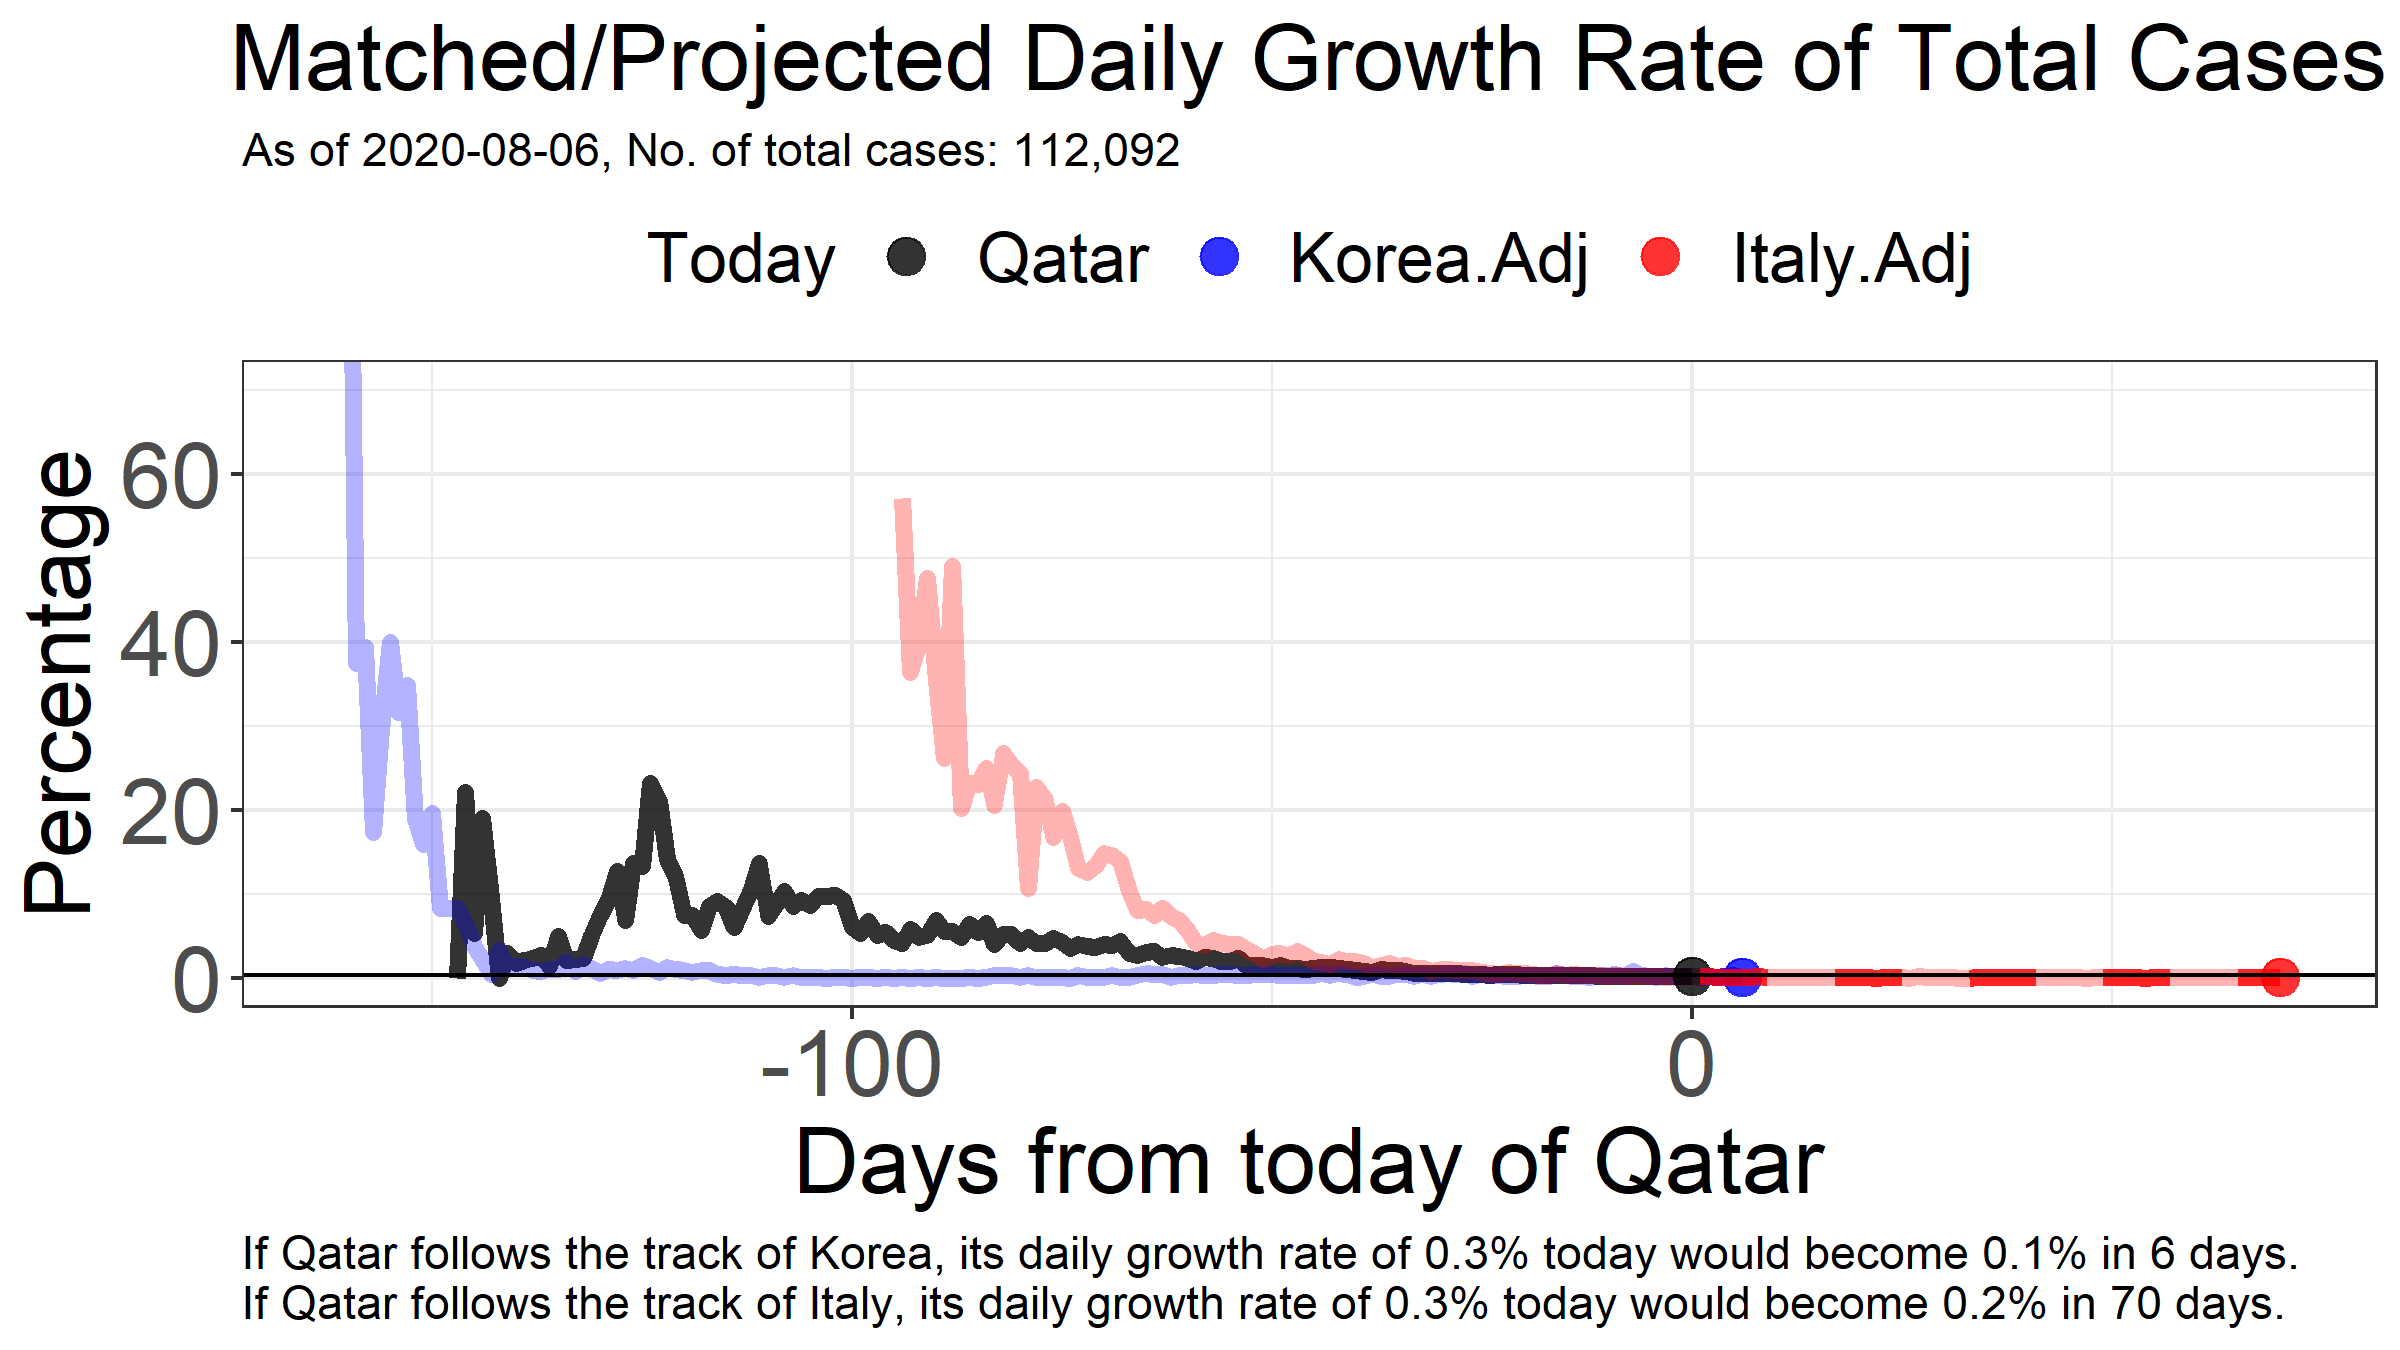 Matched/Projected Daily Growth Rate of Total Cases
As of 2020-08-06, No. of total cases: 112,092
Today Qatar Korea.Adj Italy.Adj
Percentage
60
40
20
0
-100 0
Days from today of Qatar
If Qatar follows the track of Korea, its daily growth rate of 0.3% today would become 0.1% in 6 days.
If Qatar follows the track of Italy, its daily growth rate of 0.3% today would become 0.2% in 70 days.